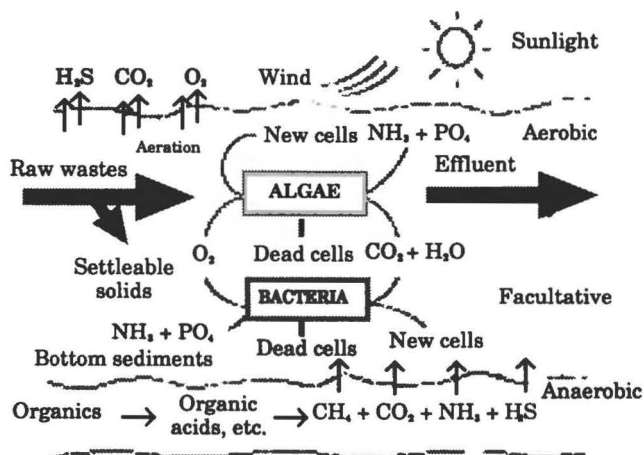 Sunlight
H₂S CO₂ O₂ Wind
New cells NH₃ + PO₄ Aerobic
Aeration
Raw wastes Effluent
ALGAE
O₂ Dead cells CO₂ + H₂O
Settleable
solids
BACTERIA Facultative
NH₃ + PO₄ New cells
Bottom sediments Dead cells
Anaerobic
Organics → Organic
acids, etc. → CH₄ + CO₂ + NH₃ + H₂S